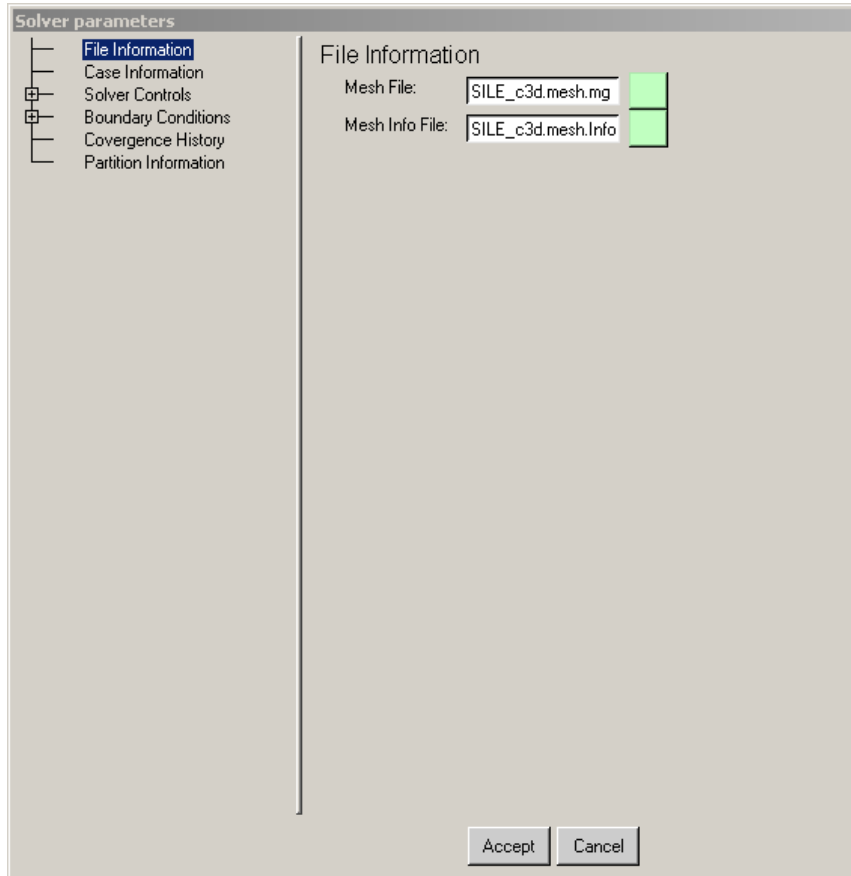 Solver parameters
File Information
Case Information
Solver Controls
Boundary Conditions
Covergence History
Partition Information
File Information
Mesh File: SILE_c3d.mesh.mg
Mesh Info File: SILE_c3d.mesh.Info
Accept Cancel